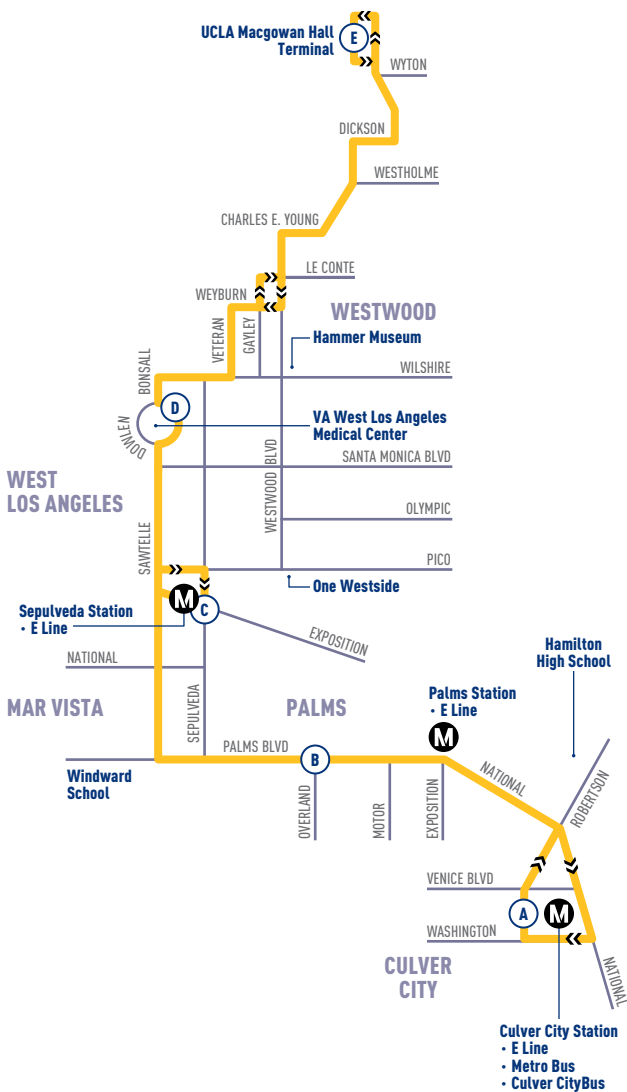 UCLA Macgowan Hall
Terminal
E
WYTON
DICKSON
WESTHOLME
CHARLES E. YOUNG
LE CONTE
WEYBURN
WESTWOOD
VETERAN
GAYLEY
Hammer Museum
BONSALL
WILSHIRE
D
DOWLEN
VA West Los Angeles
Medical Center
WESTWOOD BLVD
SANTA MONICA BLVD
WEST
LOS ANGELES
OLYMPIC
SAWTELLE
PICO
One Westside
M
C
Sepulveda Station
• E Line
EXPOSITION
NATIONAL
Hamilton
High School
SEPULVEDA
MAR VISTA
PALMS
Palms Station
• E Line
M
PALMS BLVD
B
NATIONAL
Windward
School
OVERLAND
MOTOR
EXPOSITION
ROBERTSON
VENICE BLVD
A
M
WASHINGTON
CULVER
CITY
NATIONAL
Culver City Station
• E Line
• Metro Bus
• Culver CityBus